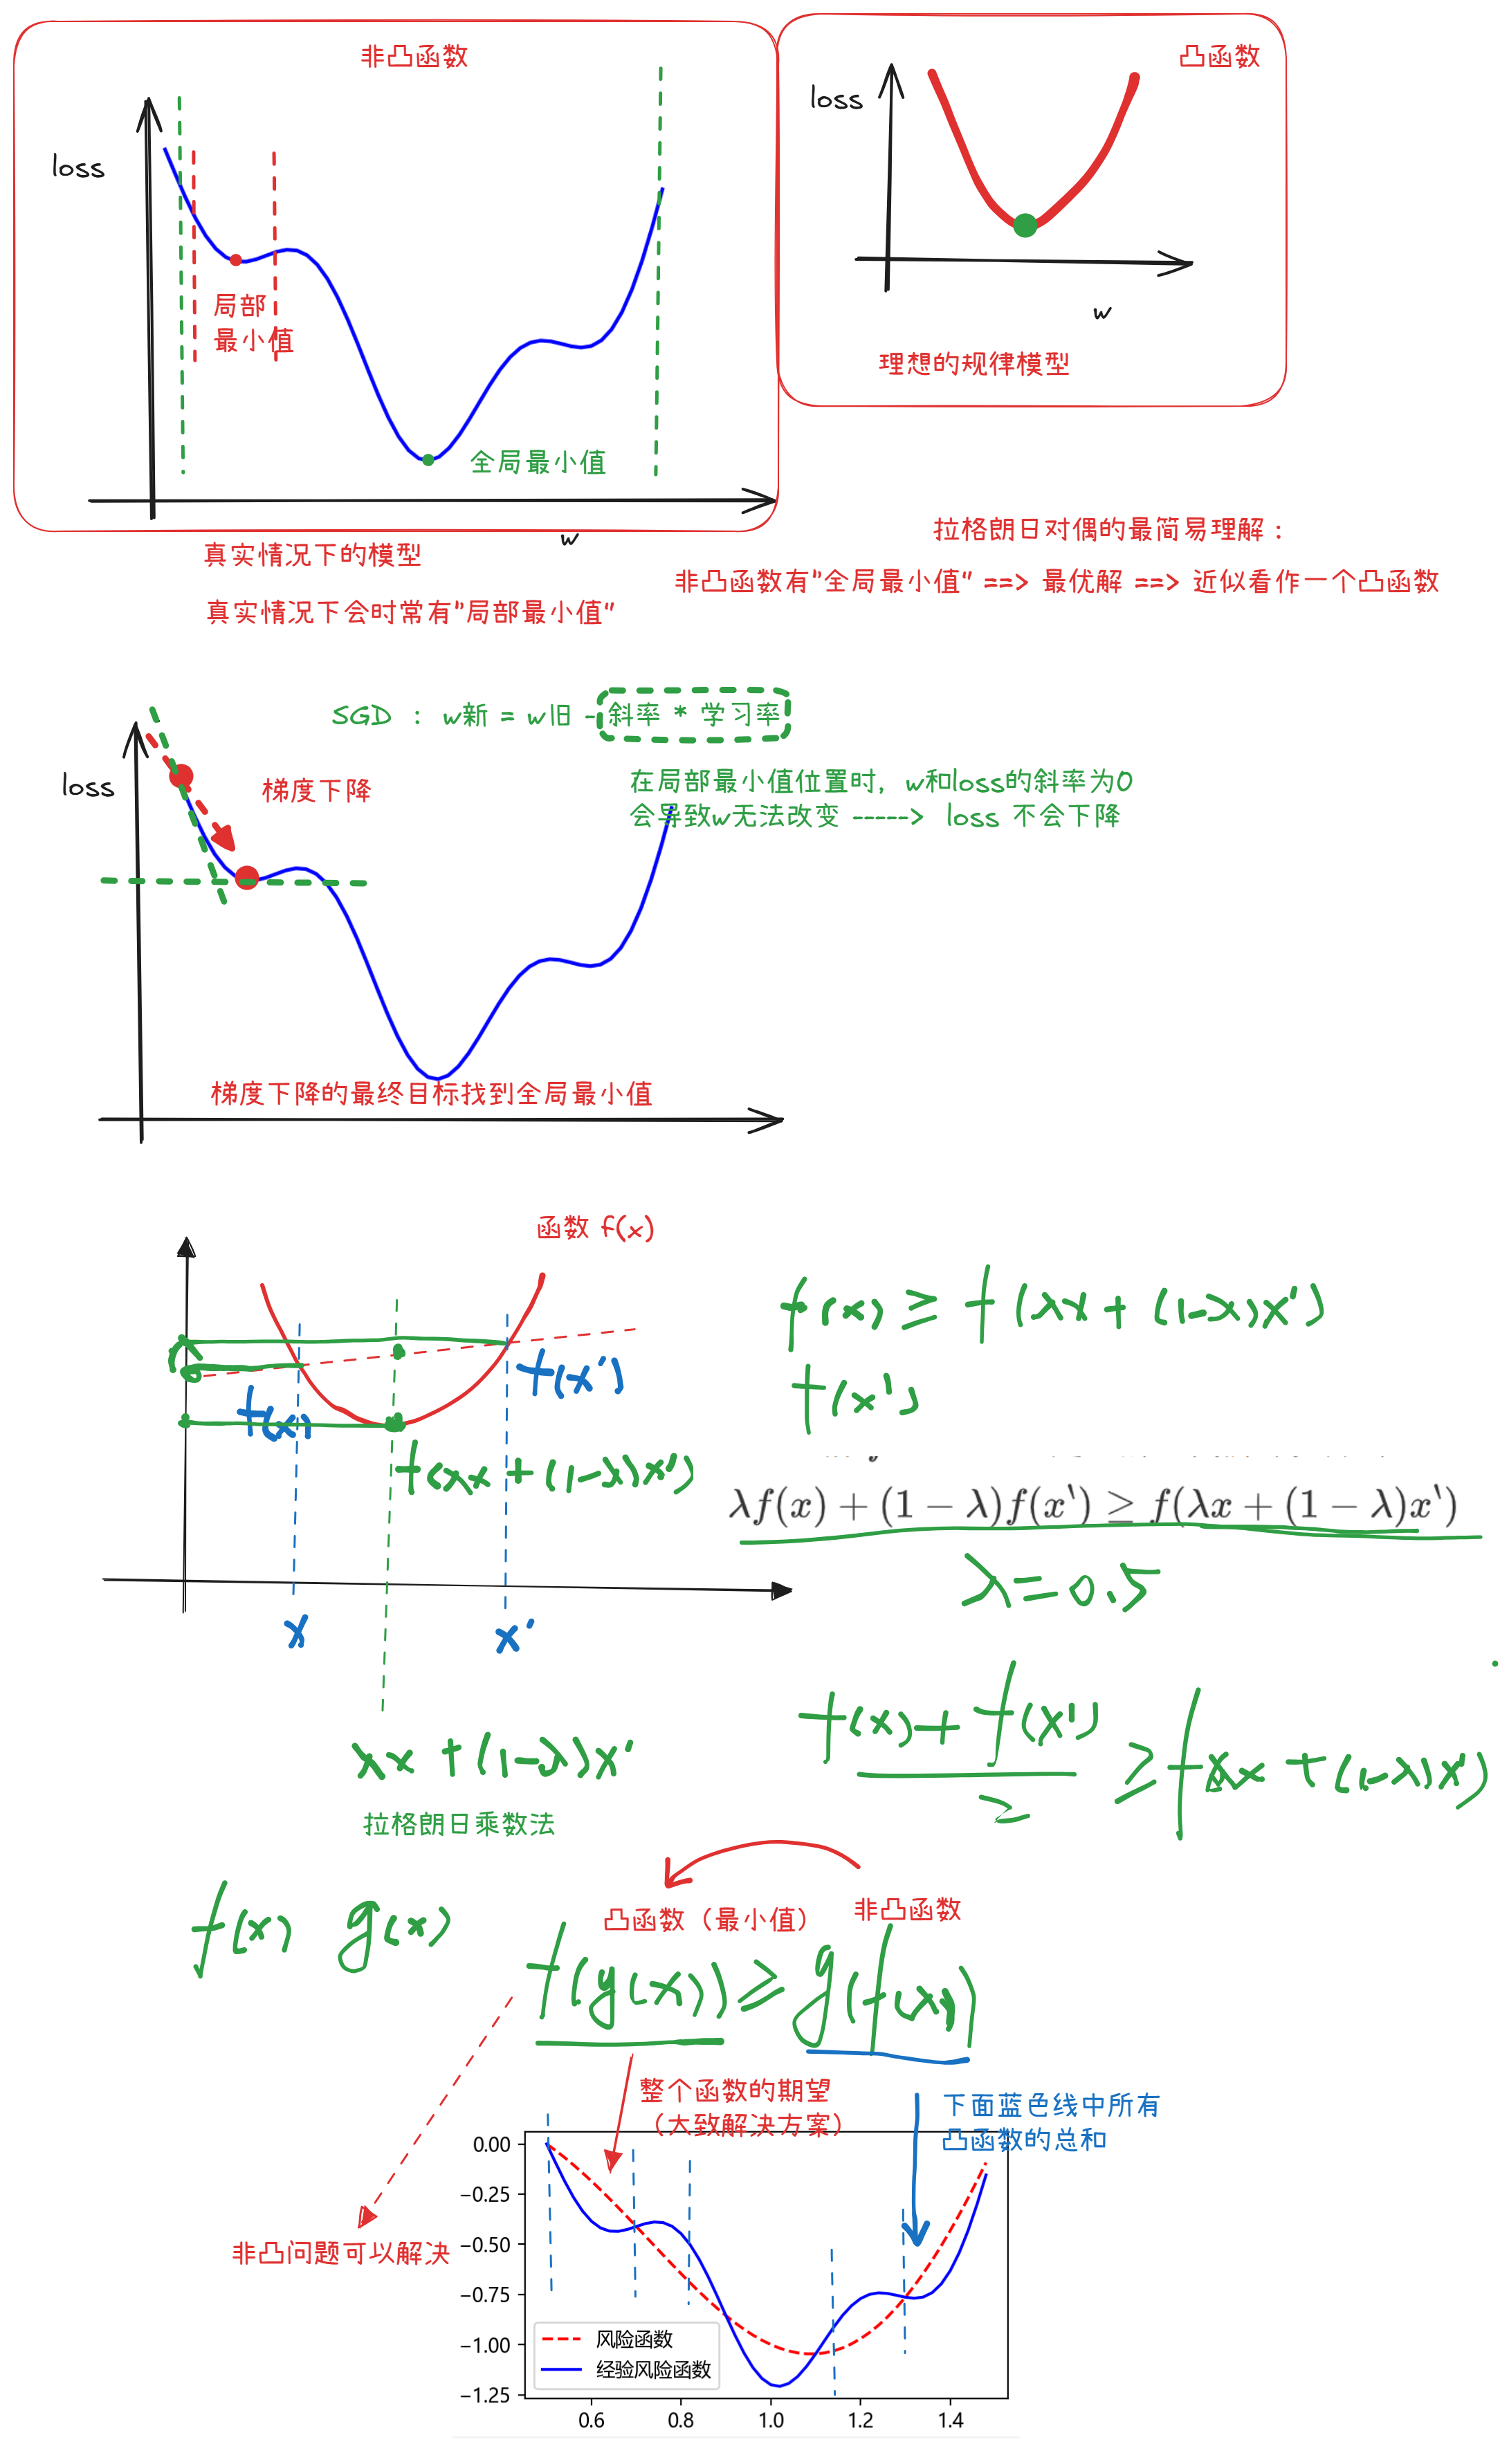 非凸函数
loss
局部
最小值
全局最小值
w
真实情况下的模型
真实情况下会时常有"局部最小值"
凸函数
loss
w
理想的规律模型
拉格朗日对偶的最简易理解：
非凸函数有"全局最小值" ==> 最优解 ==> 近似看作一个凸函数
SGD ： w新 = w旧 - 斜率 * 学习率
loss
梯度下降
在局部最小值位置时，w和loss的斜率为0
会导致w无法改变 -----> loss 不会下降
梯度下降的最终目标找到全局最小值
函数 f(x)
f(x')
f(x)
f(λx + (1-λ)x')
x
x'
λx + (1-λ)x'
f(x) ≥ f(λx + (1-λ)x')
f(x')
λf(x) + (1 − λ)f(x') ≥ f(λx + (1 − λ)x')
λ=0.5
f(x)+ f(x')
2
≥ f(λx + (1-λ)x')
拉格朗日乘数法
f(x) g(x)
凸函数（最小值）
非凸函数
f(g(x)) ≥ g(f(x))
整个函数的期望
（大致解决方案）
下面蓝色线中所有
凸函数的总和
非凸问题可以解决
0.00
−0.25
−0.50
−0.75
−1.00
−1.25
风险函数
经验风险函数
0.6 0.8 1.0 1.2 1.4